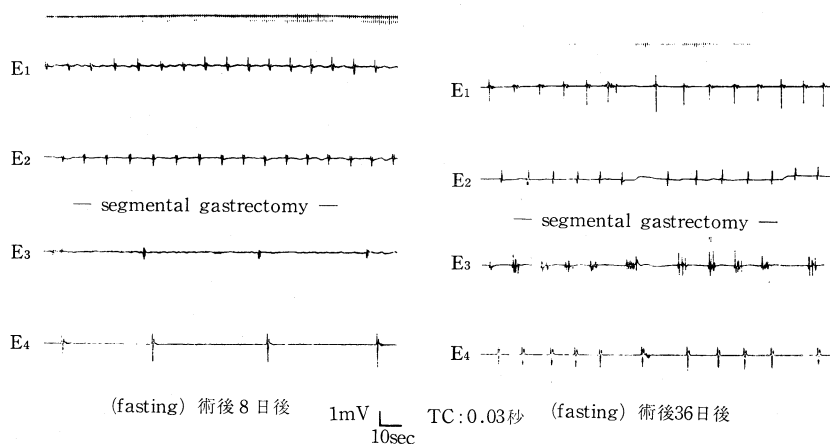 E1
E2
— segmental gastrectomy —
E3
E4
(fasting) 術後8日後
E1
E2
— segmental gastrectomy —
E3
E4
(fasting) 術後36日後
1mV
10sec
TC:0.03秒